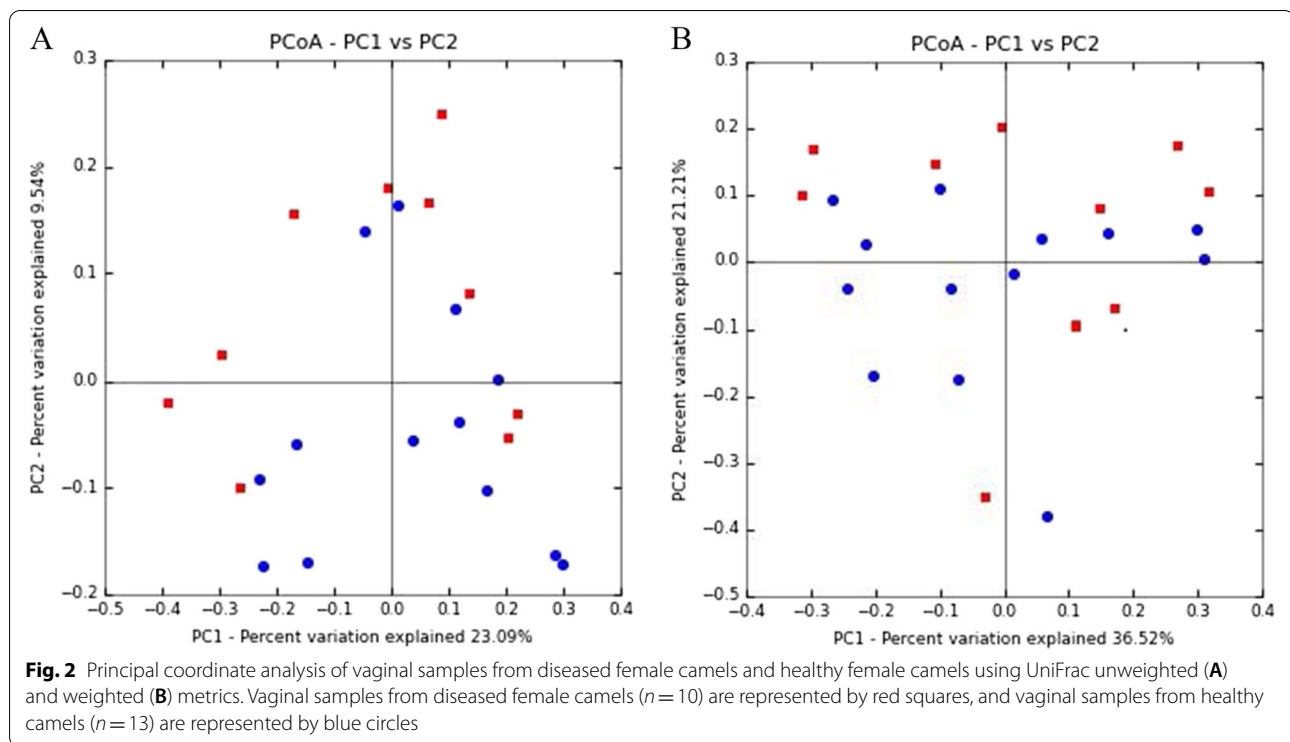 A
PCoA - PC1 vs PC2
0.3
0.2
0.1
0.0
−0.1
−0.2
PC2 - Percent variation explained 9.54%
−0.5 −0.4 −0.3 −0.2 −0.1 0.0 0.1 0.2 0.3 0.4
PC1 - Percent variation explained 23.09%
B
PCoA - PC1 vs PC2
0.3
0.2
0.1
0.0
−0.1
−0.2
−0.3
−0.4
−0.5
PC2 - Percent variation explained 21.21%
−0.4 −0.3 −0.2 −0.1 0.0 0.1 0.2 0.3 0.4
PC1 - Percent variation explained 36.52%
Fig. 2 Principal coordinate analysis of vaginal samples from diseased female camels and healthy female camels using UniFrac unweighted (A)
and weighted (B) metrics. Vaginal samples from diseased female camels (n = 10) are represented by red squares, and vaginal samples from healthy
camels (n = 13) are represented by blue circles